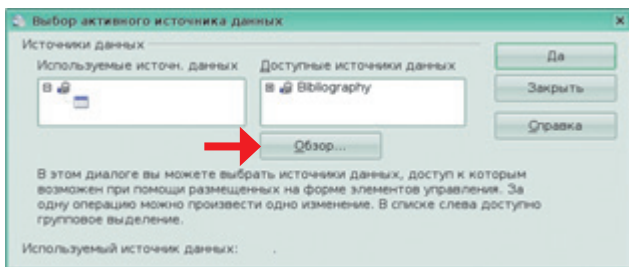 Выбор активного источника данных
Источники данных
Используемые источн. данных
Доступные источники данных
Bibliography
Да
Закрыть
Справка
Обзор...
В этом диалоге вы можете выбрать источники данных, доступ к которым
возможен при помощи размещенных на форме элементов управления. За
одну операцию можно произвести одно изменение. В списке слева доступно
групповое выделение.
Используемый источник данных: .